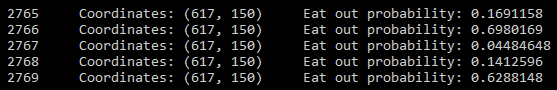 2765 Coordinates: (617, 150) Eat out probability: 0.1691158
2766 Coordinates: (617, 150) Eat out probability: 0.6980169
2767 Coordinates: (617, 150) Eat out probability: 0.04484648
2768 Coordinates: (617, 150) Eat out probability: 0.1412596
2769 Coordinates: (617, 150) Eat out probability: 0.6288148